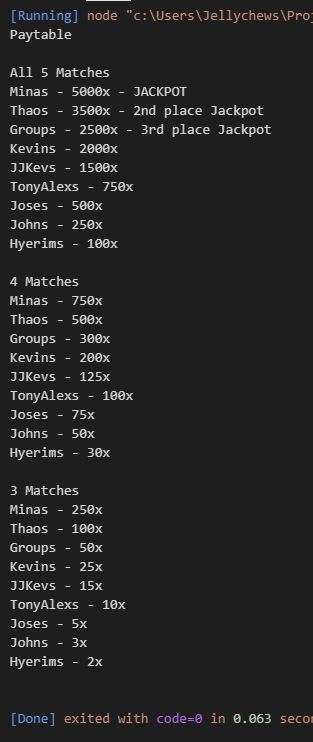 [Running] node "c:\Users\Jellychews\Proj
Paytable
All 5 Matches
Minas - 5000x - JACKPOT
Thaos - 3500x - 2nd place Jackpot
Groups - 2500x - 3rd place Jackpot
Kevins - 2000x
JJKevs - 1500x
TonyAlexs - 750x
Joses - 500x
Johns - 250x
Hyerims - 100x
4 Matches
Minas - 750x
Thaos - 500x
Groups - 300x
Kevins - 200x
JJKevs - 125x
TonyAlexs - 100x
Joses - 75x
Johns - 50x
Hyerims - 30x
3 Matches
Minas - 250x
Thaos - 100x
Groups - 50x
Kevins - 25x
JJKevs - 15x
TonyAlexs - 10x
Joses - 5x
Johns - 3x
Hyerims - 2x
[Done] exited with code=0 in 0.063 secon